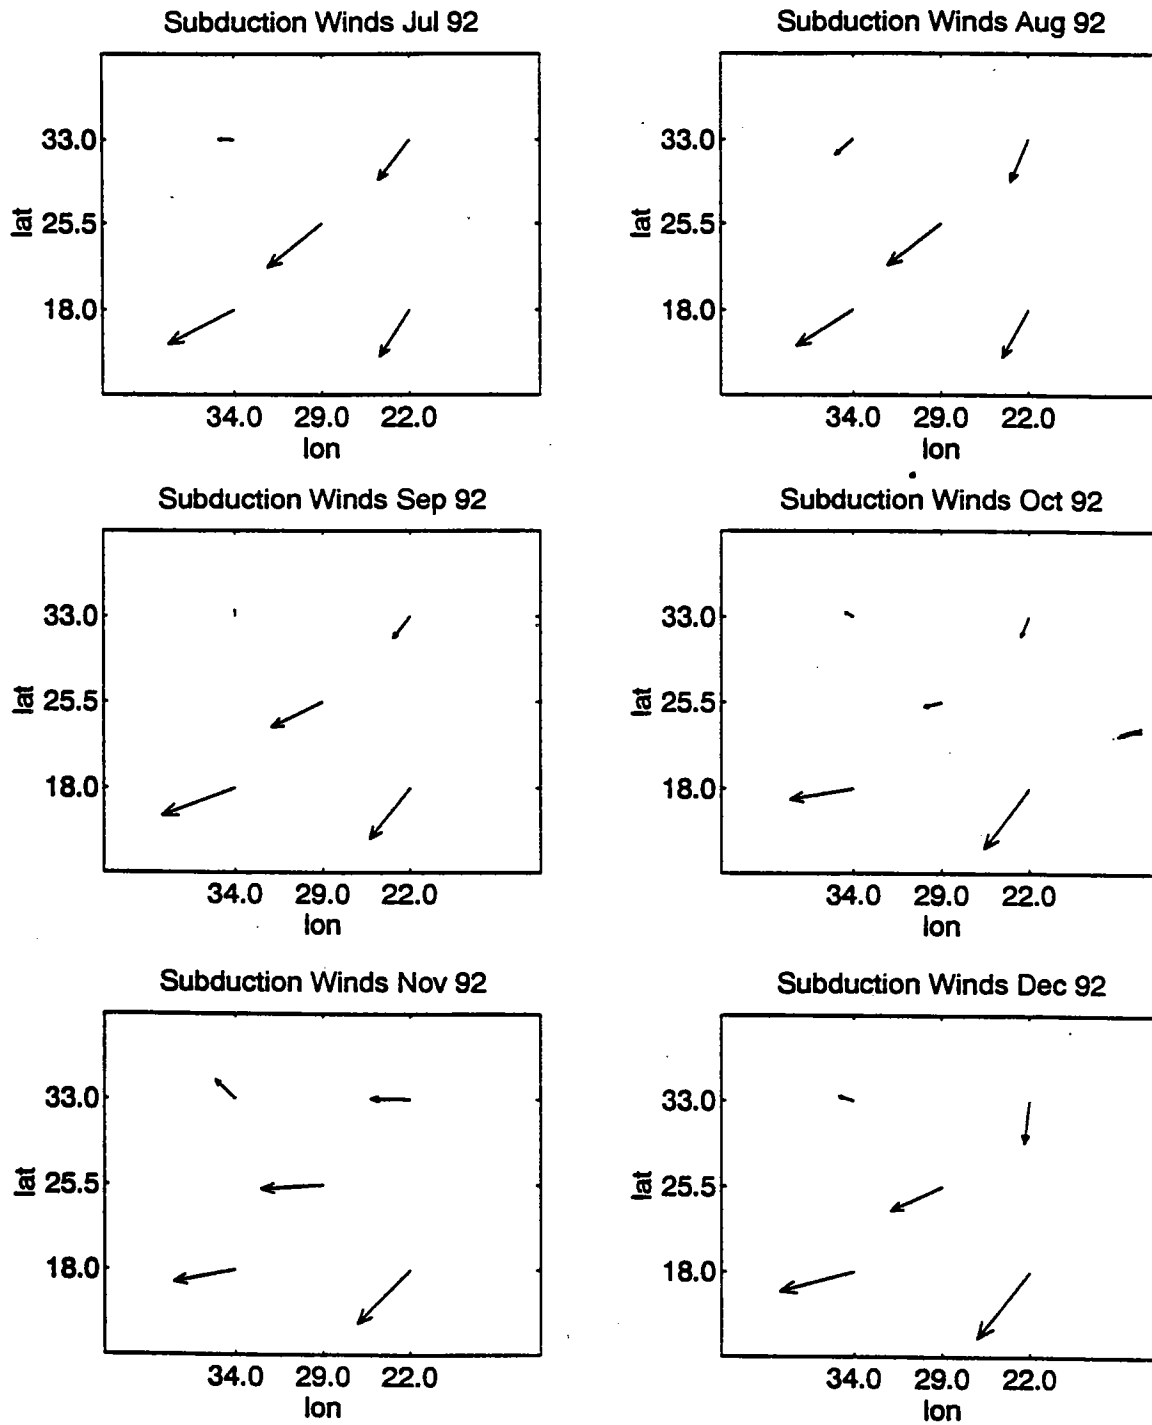 Subduction Winds Jul 92
33.0
25.5
18.0
lat
34.0 29.0 22.0
lon
Subduction Winds Aug 92
33.0
25.5
18.0
lat
34.0 29.0 22.0
lon
Subduction Winds Sep 92
33.0
25.5
18.0
lat
34.0 29.0 22.0
lon
Subduction Winds Oct 92
33.0
25.5
18.0
lat
34.0 29.0 22.0
lon
Subduction Winds Nov 92
33.0
25.5
18.0
lat
34.0 29.0 22.0
lon
Subduction Winds Dec 92
33.0
25.5
18.0
lat
34.0 29.0 22.0
lon